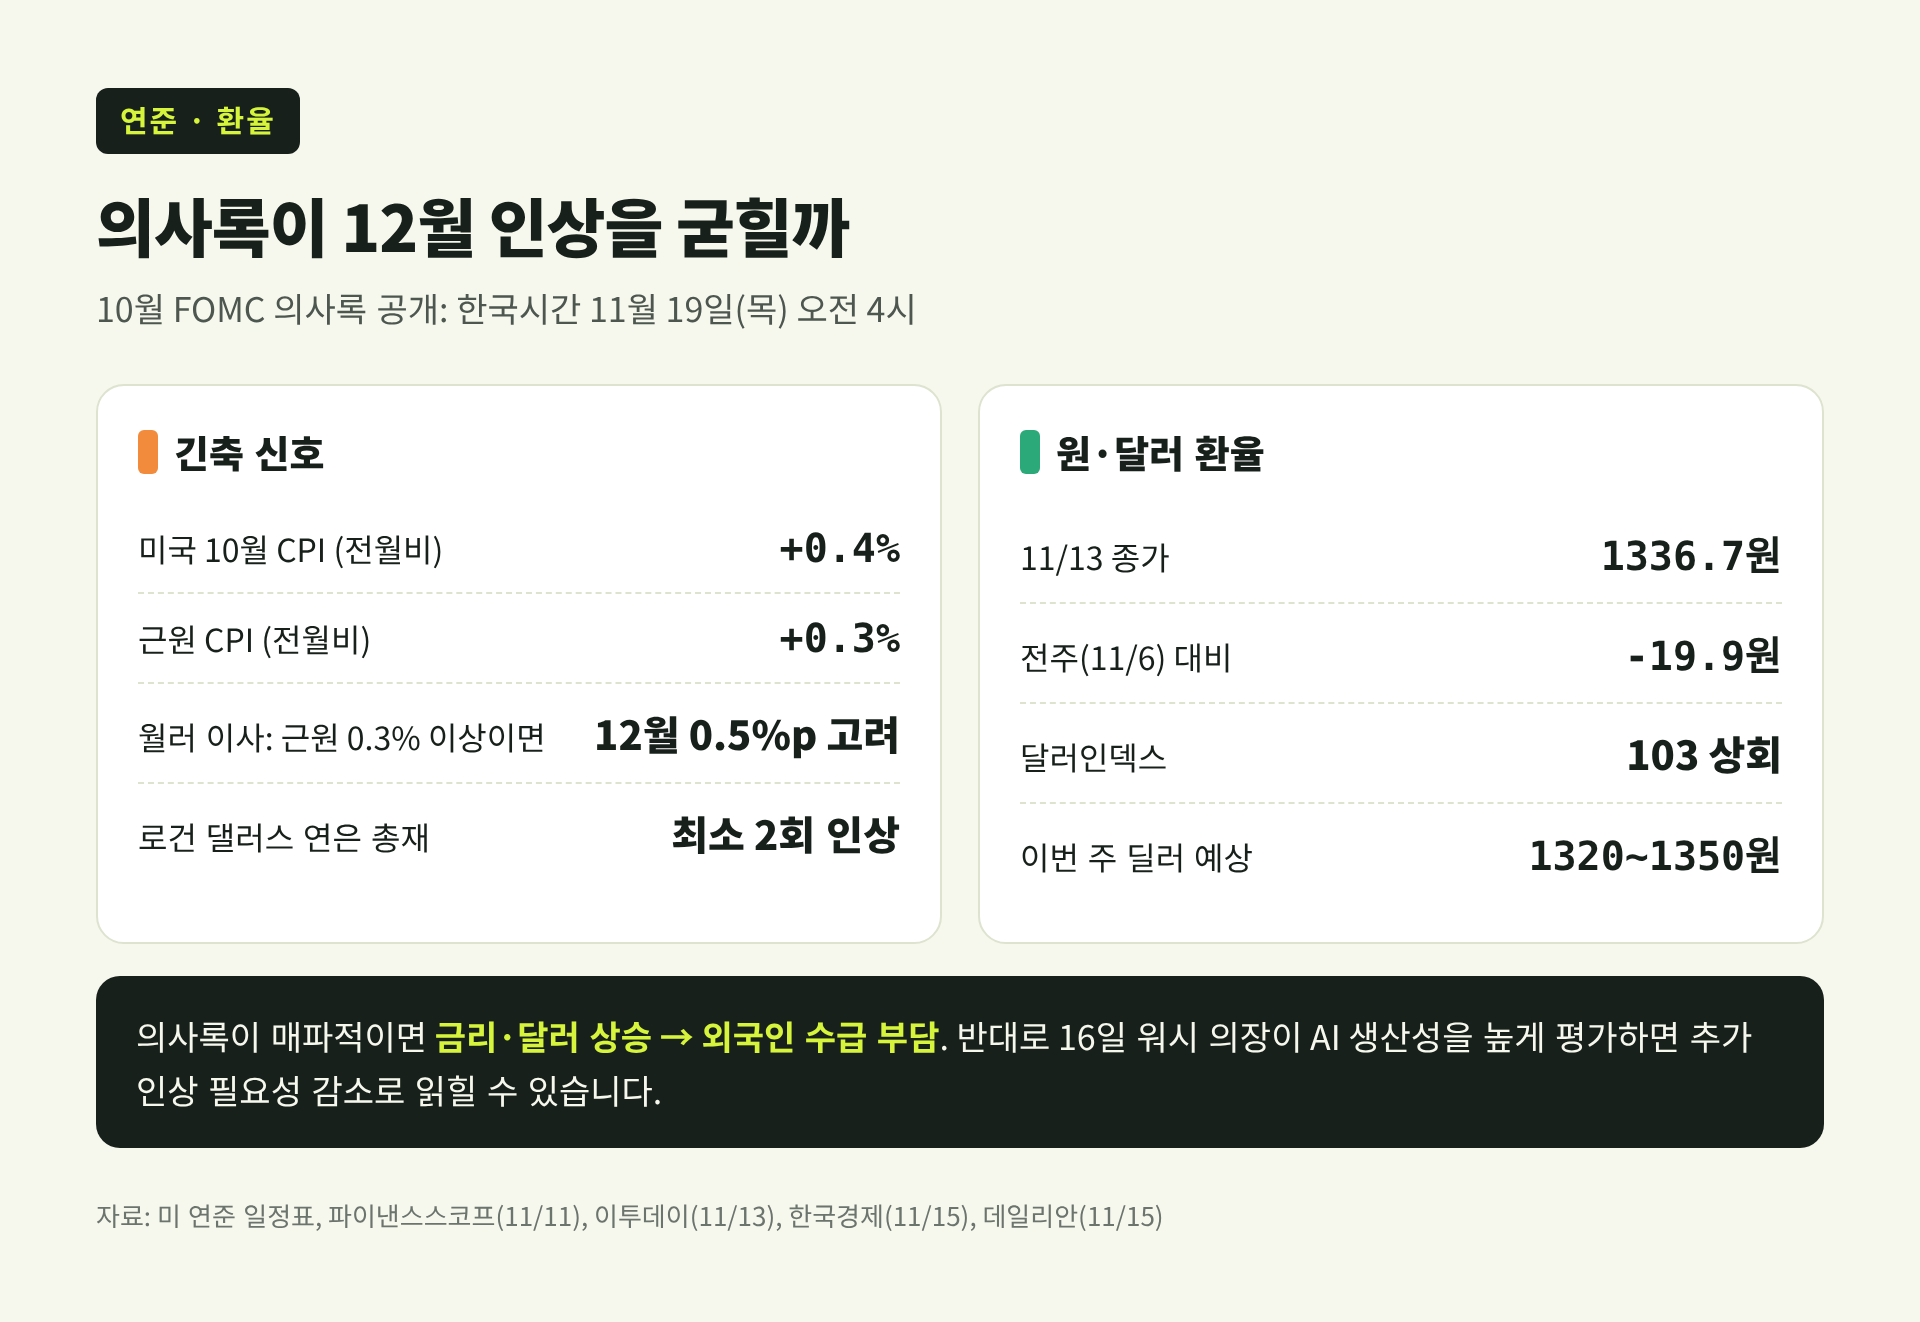 연준 · 환율
의사록이 12월 인상을 굳힐까
10월 FOMC 의사록 공개: 한국시간 11월 19일(목) 오전 4시
긴축 신호
미국 10월 CPI (전월비) +0.4%
근원 CPI (전월비) +0.3%
월러 이사: 근원 0.3% 이상이면 12월 0.5%p 고려
로건 댈러스 연은 총재 최소 2회 인상
원·달러 환율
11/13 종가 1336.7원
전주(11/6) 대비 -19.9원
달러인덱스 103 상회
이번 주 딜러 예상 1320~1350원
의사록이 매파적이면 금리·달러 상승 → 외국인 수급 부담. 반대로 16일 워시 의장이 AI 생산성을 높게 평가하면 추가
인상 필요성 감소로 읽힐 수 있습니다.
자료: 미 연준 일정표, 파이낸스스코프(11/11), 이투데이(11/13), 한국경제(11/15), 데일리안(11/15)